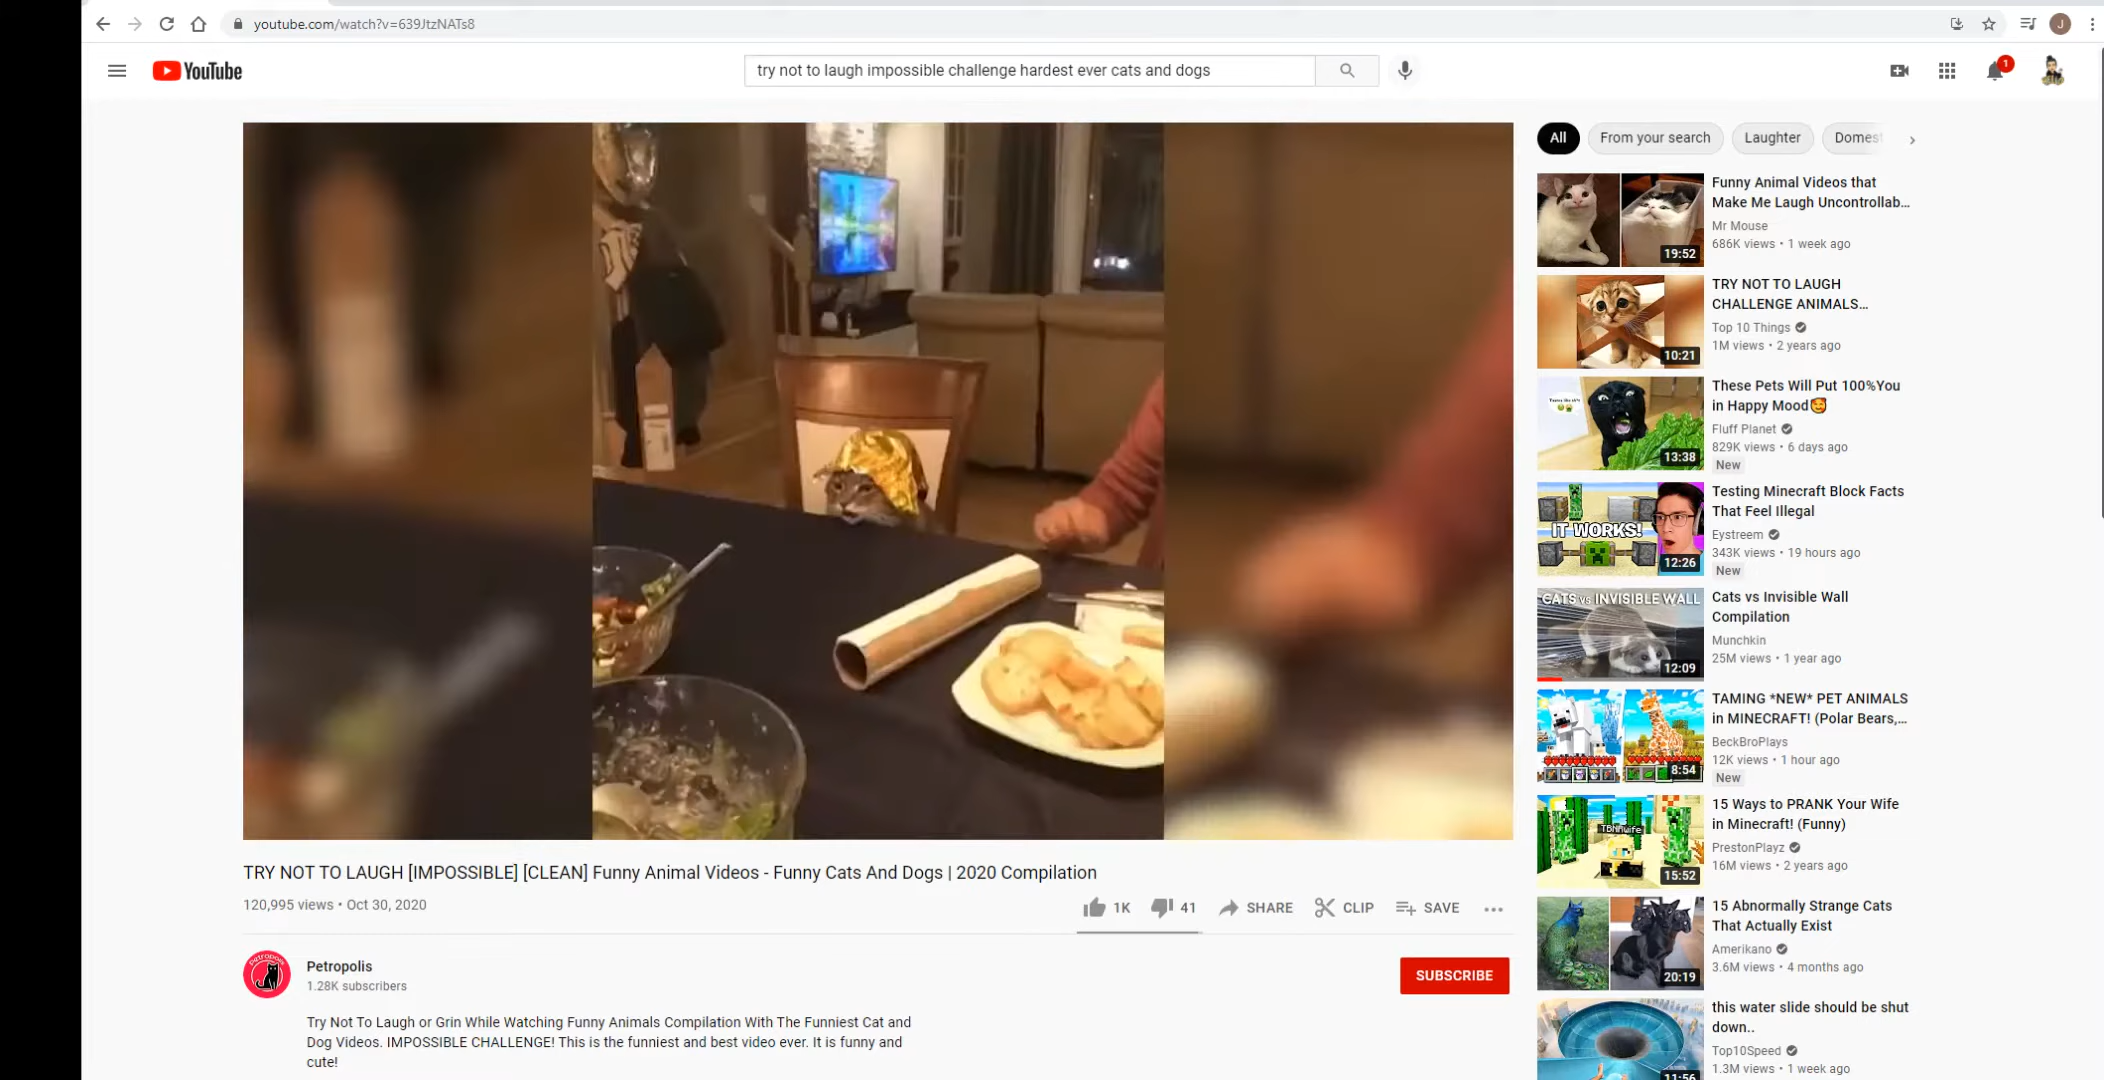 youtube.com/watch?v=639JtzNATs8
J
YouTube
try not to laugh impossible challenge hardest ever cats and dogs
1
All
From your search
Laughter
Domest
Funny Animal Videos that
Make Me Laugh Uncontrollab...
Mr Mouse
686K views • 1 week ago
19:52
TRY NOT TO LAUGH
CHALLENGE ANIMALS...
Top 10 Things
1M views • 2 years ago
10:21
These Pets Will Put 100%You
in Happy Mood🥰
Fluff Planet
829K views • 6 days ago
New
13:38
Testing Minecraft Block Facts
That Feel Illegal
Eystreem
343K views • 19 hours ago
New
IT WORKS!
12:26
CATS vs INVISIBLE WALL
Cats vs Invisible Wall
Compilation
Munchkin
25M views • 1 year ago
12:09
TAMING *NEW* PET ANIMALS
in MINECRAFT! (Polar Bears,...
BeckBroPlays
12K views • 1 hour ago
New
8:54
15 Ways to PRANK Your Wife
in Minecraft! (Funny)
PrestonPlayz
16M views • 2 years ago
TBNRwife
15:52
15 Abnormally Strange Cats
That Actually Exist
Amerikano
3.6M views • 4 months ago
20:19
this water slide should be shut
down..
Top10Speed
1.3M views • 1 week ago
11:56
TRY NOT TO LAUGH [IMPOSSIBLE] [CLEAN] Funny Animal Videos - Funny Cats And Dogs | 2020 Compilation
120,995 views • Oct 30, 2020
1K
41
SHARE
CLIP
SAVE
Petropolis
Petropolis
1.28K subscribers
SUBSCRIBE
Try Not To Laugh or Grin While Watching Funny Animals Compilation With The Funniest Cat and
Dog Videos. IMPOSSIBLE CHALLENGE! This is the funniest and best video ever. It is funny and
cute!